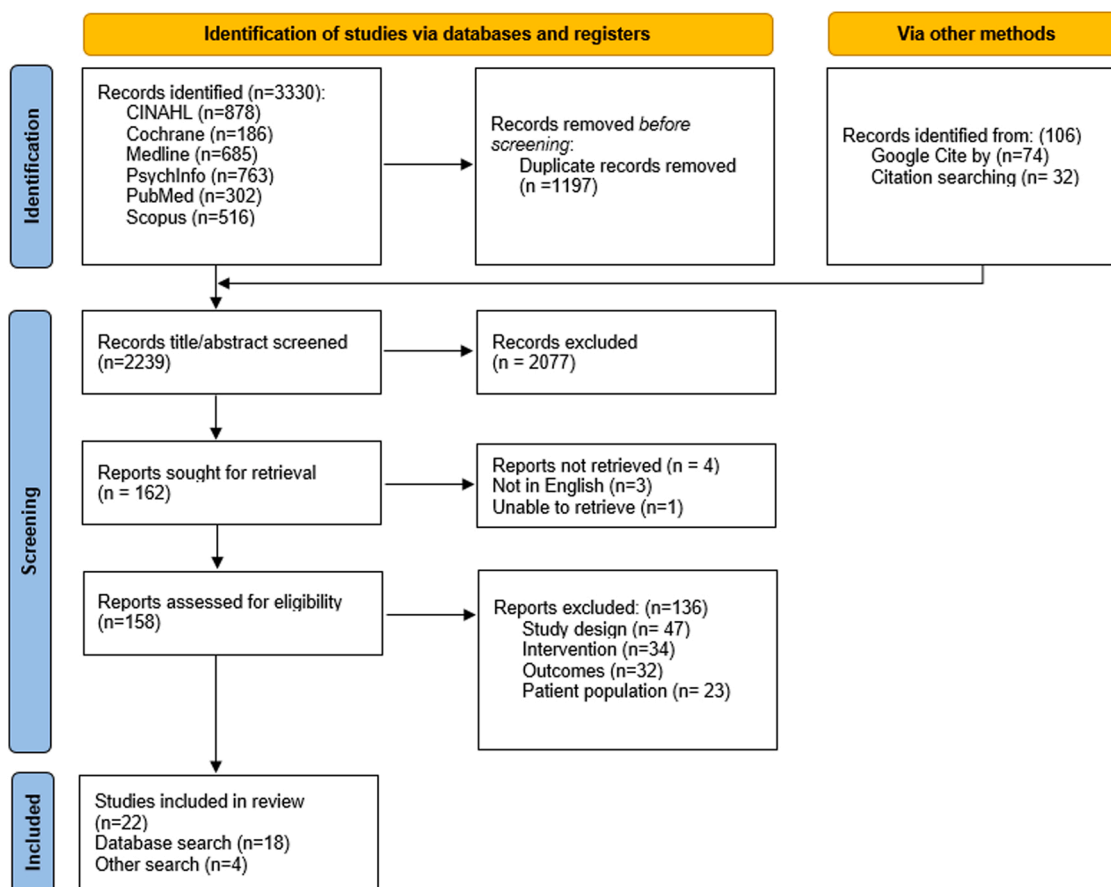 Identification of studies via databases and registers
Via other methods
Identification
Records identified (n=3330):
CINAHL (n=878)
Cochrane (n=186)
Medline (n=685)
PsychInfo (n=763)
PubMed (n=302)
Scopus (n=516)
Records removed before
screening:
Duplicate records removed
(n =1197)
Records identified from: (106)
Google Cite by (n=74)
Citation searching (n= 32)
Screening
Records title/abstract screened
(n=2239)
Records excluded
(n = 2077)
Reports sought for retrieval
(n = 162)
Reports not retrieved (n = 4)
Not in English (n=3)
Unable to retrieve (n=1)
Reports assessed for eligibility
(n=158)
Reports excluded: (n=136)
Study design (n= 47)
Intervention (n=34)
Outcomes (n=32)
Patient population (n= 23)
Included
Studies included in review
(n=22)
Database search (n=18)
Other search (n=4)